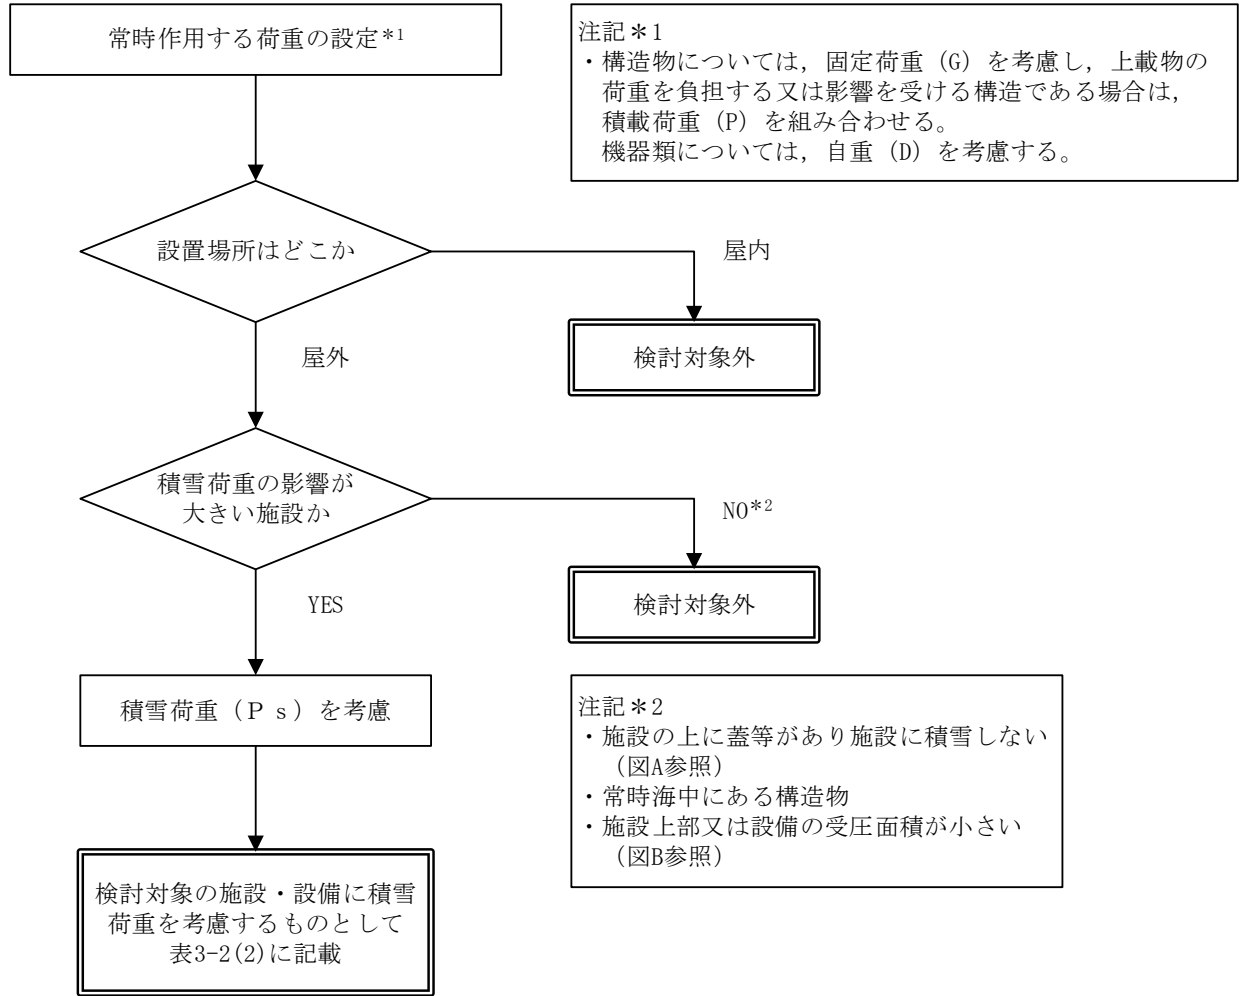 常時作用する荷重の設定*1
注記*1
・構造物については,固定荷重(G)を考慮し,上載物の
荷重を負担する又は影響を受ける構造である場合は,
積載荷重(P)を組み合わせる。
機器類については,自重(D)を考慮する。
設置場所はどこか
屋内
検討対象外
屋外
積雪荷重の影響が
大きい施設か
NO*2
検討対象外
YES
積雪荷重(Ps)を考慮
注記*2
・施設の上に蓋等があり施設に積雪しない
(図A参照)
・常時海中にある構造物
・施設上部又は設備の受圧面積が小さい
(図B参照)
検討対象の施設・設備に積雪
荷重を考慮するものとして
表3-2(2)に記載